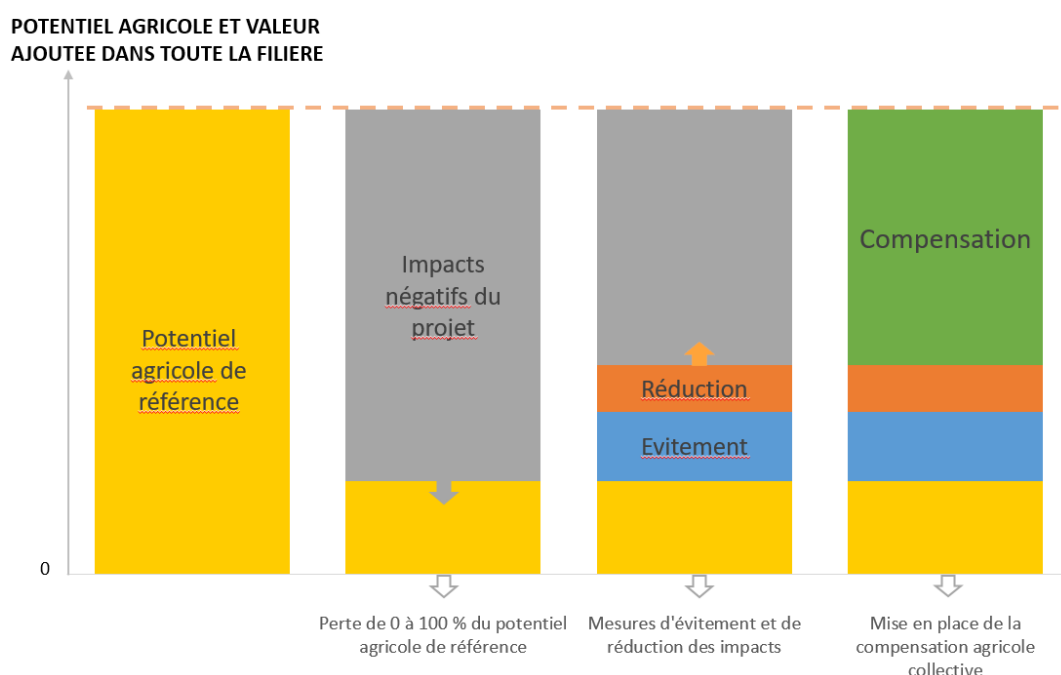 POTENTIEL AGRICOLE ET VALEUR
AJOUTEE DANS TOUTE LA FILIERE
Potentiel
agricole de
référence
Impacts
négatifs du
projet
Réduction
Evitement
Compensation
0
Perte de 0 à 100 % du potentiel
agricole de référence
Mesures d'évitement et de
réduction des impacts
Mise en place de la
compensation agricole
collective